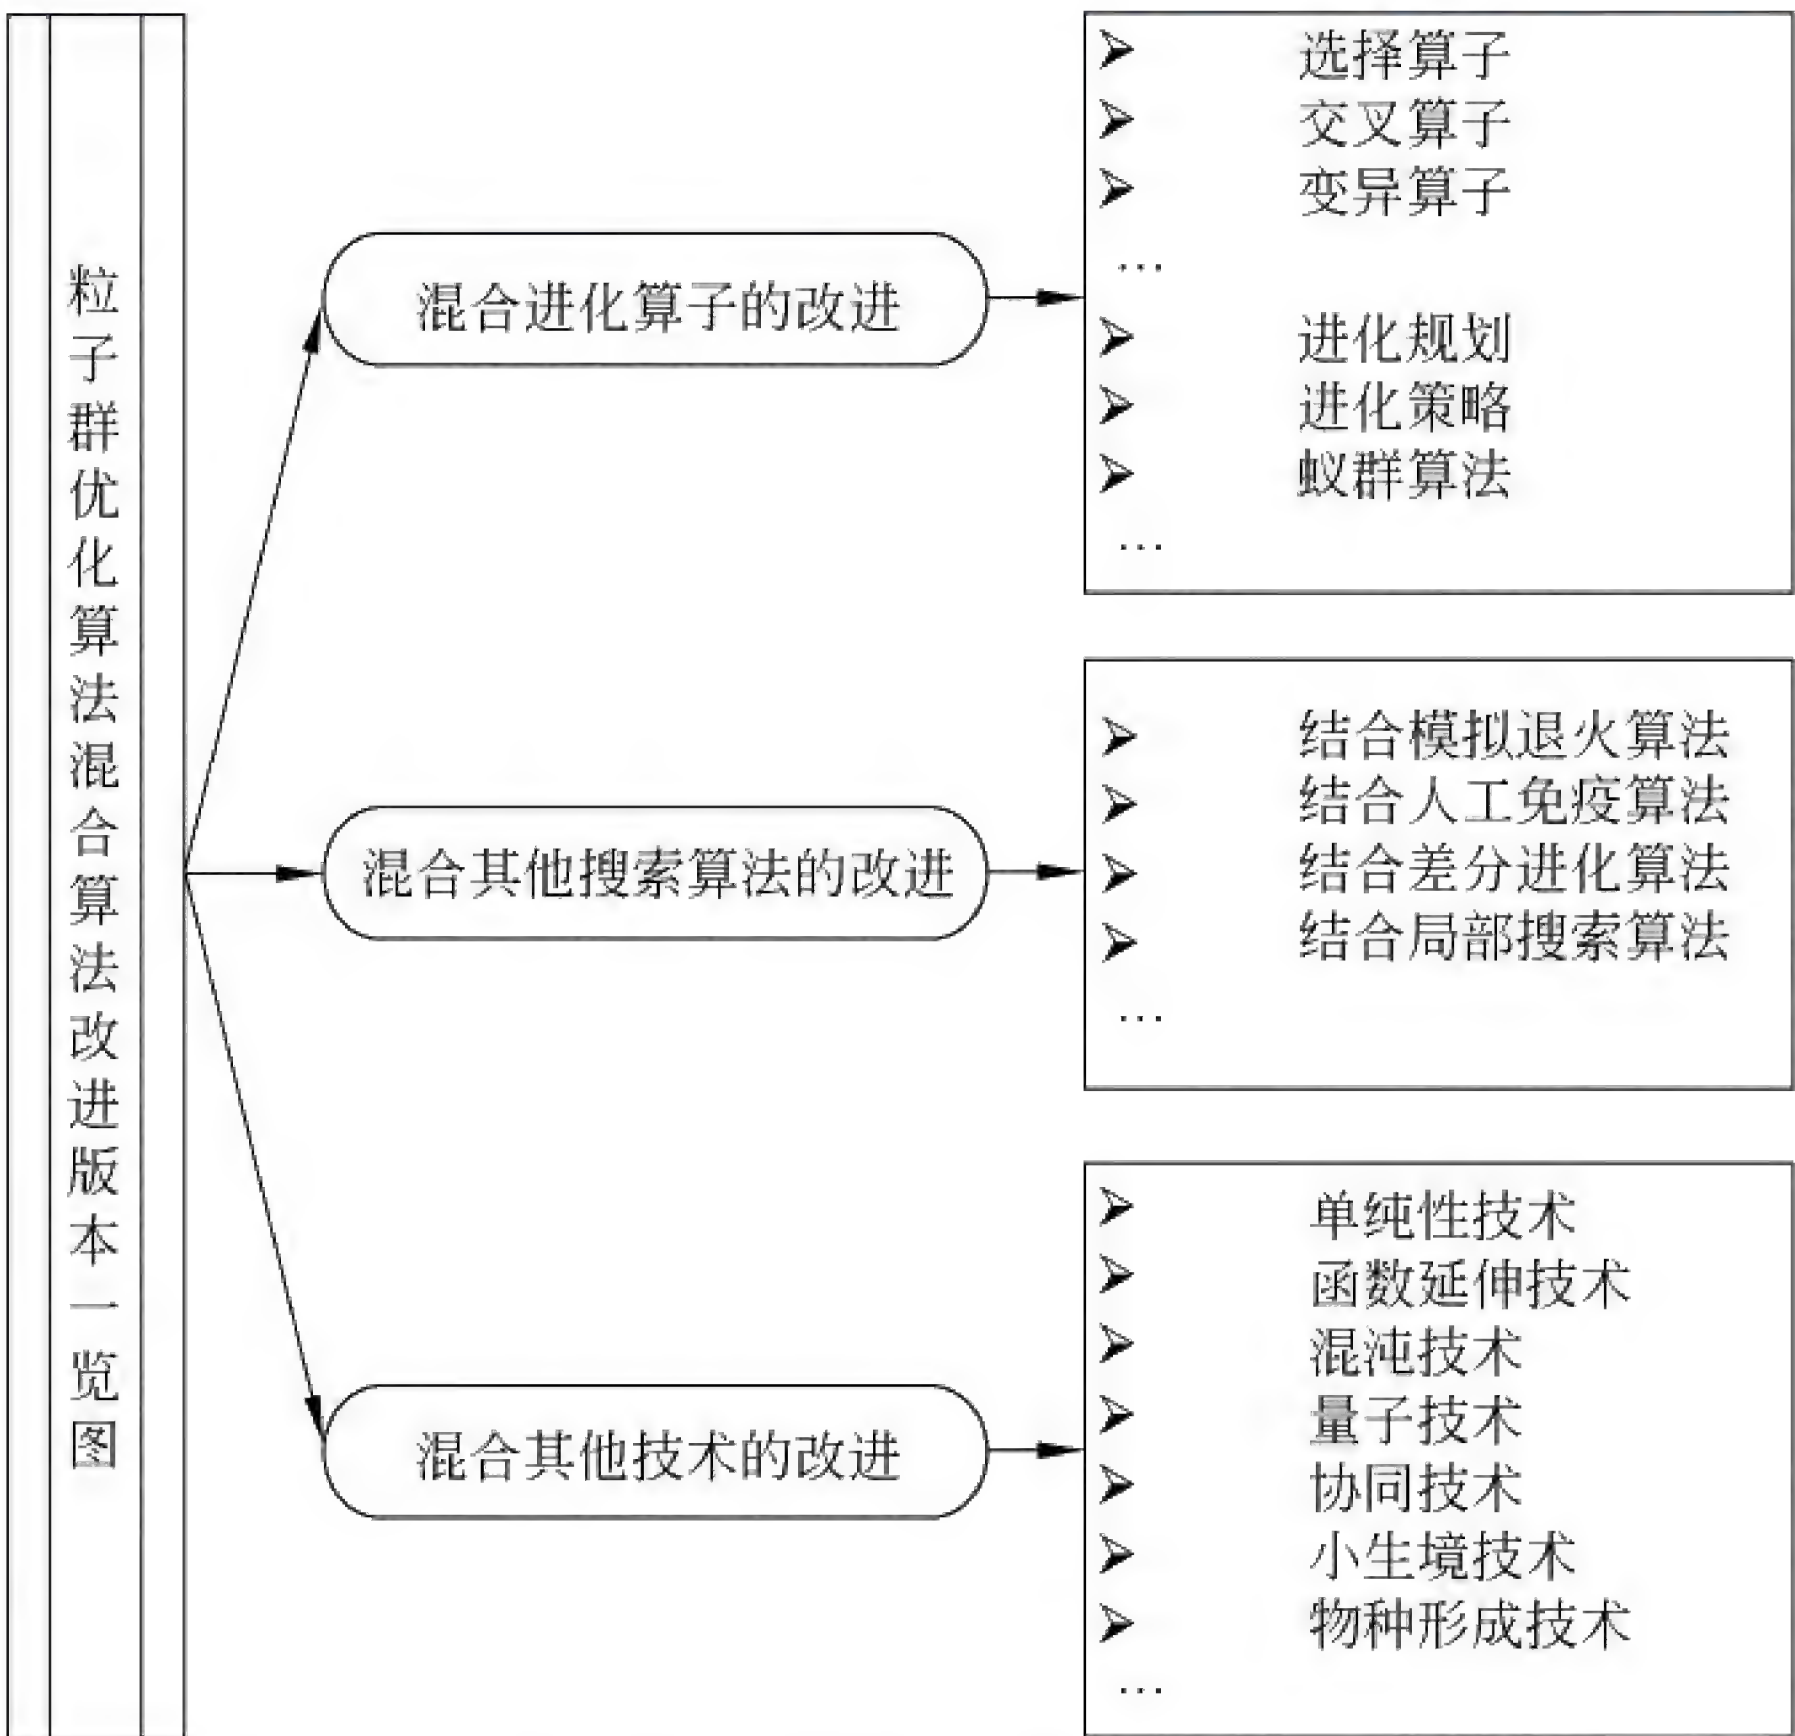 粒子群优化算法混合算法改进版本一览图
混合进化算子的改进
选择算子
交叉算子
变异算子
…
进化规划
进化策略
蚁群算法
…
混合其他搜索算法的改进
结合模拟退火算法
结合人工免疫算法
结合差分进化算法
结合局部搜索算法
…
混合其他技术的改进
单纯性技术
函数延伸技术
混沌技术
量子技术
协同技术
小生境技术
物种形成技术
…